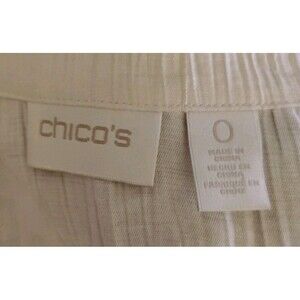 chico's
0
MADE IN
CHINA
HECHO EN
CHINA
FABRIQUÉ EN
CHINE